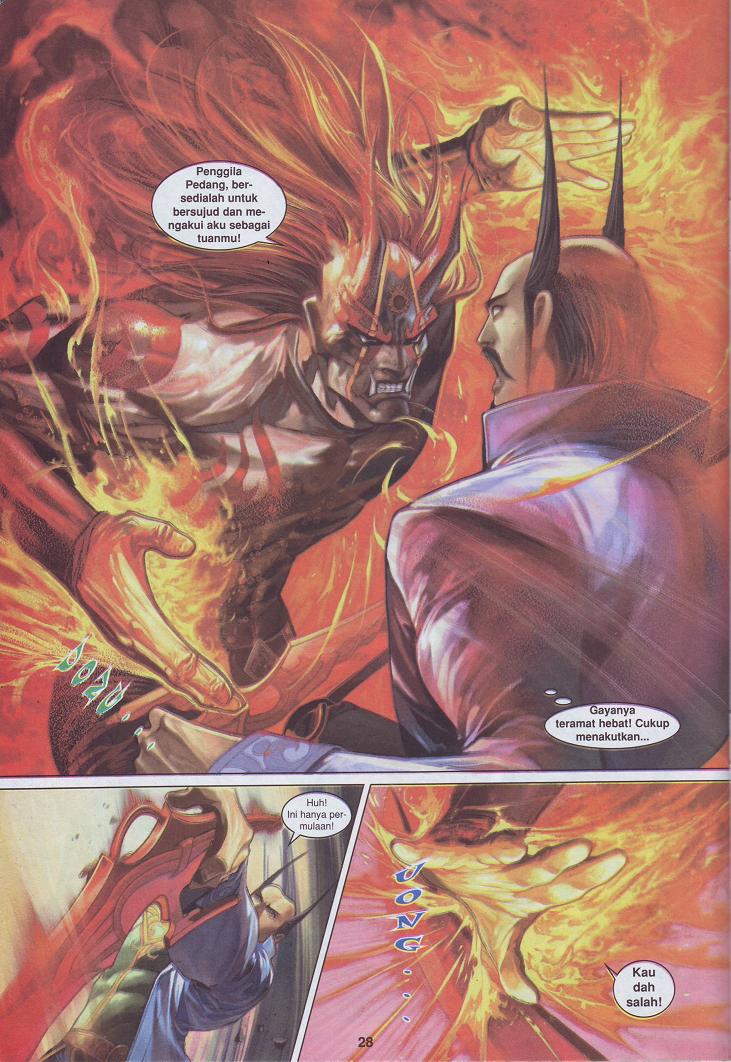 Penggila
Pedang, ber-
sedialah untuk
bersujud dan me-
ngakui aku sebagai
tuanmu!
UOZU...
Gayanya
teramat hebat! Cukup
menakutkan...
Huh!
Ini hanya per-
mulaan!
UONG...
Kau
dah
salah!
28